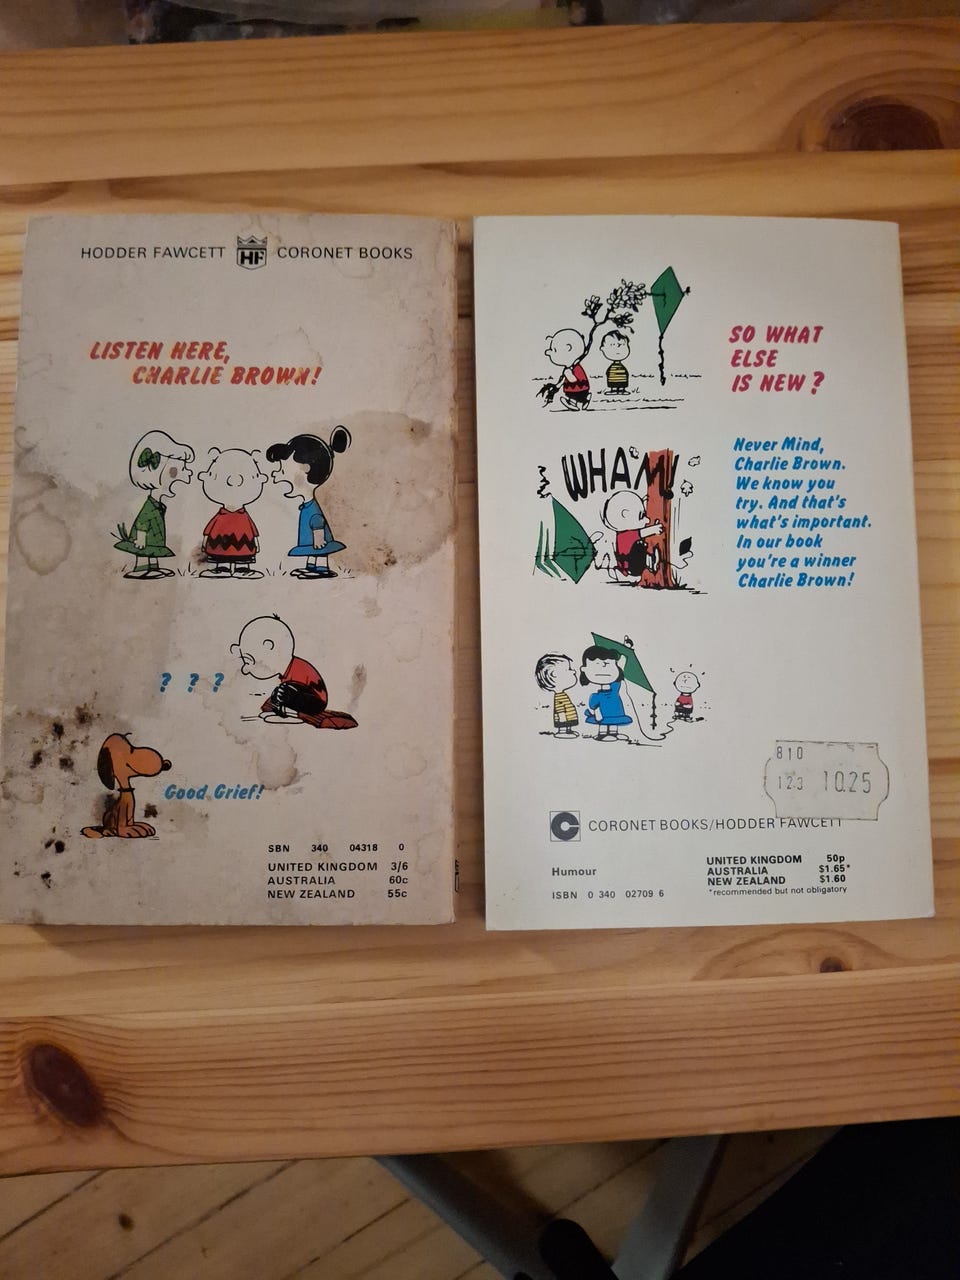 HODDER FAWCETT HF CORONET BOOKS
LISTEN HERE,
CHARLIE BROWN!
? ? ?
Good Grief!
SBN 340 04318 0
UNITED KINGDOM 3/6
AUSTRALIA 60c
NEW ZEALAND 55c
SO WHAT
ELSE
IS NEW?
WHAM!
Never Mind,
Charlie Brown.
We know you
try. And that's
what's important.
In our book
you're a winner
Charlie Brown!
810
123 10.25
C CORONET BOOKS/HODDER FAWCETT
Humour
ISBN 0 340 02709 6
UNITED KINGDOM 50p
AUSTRALIA $1.65*
NEW ZEALAND $1.60
*recommended but not obligatory